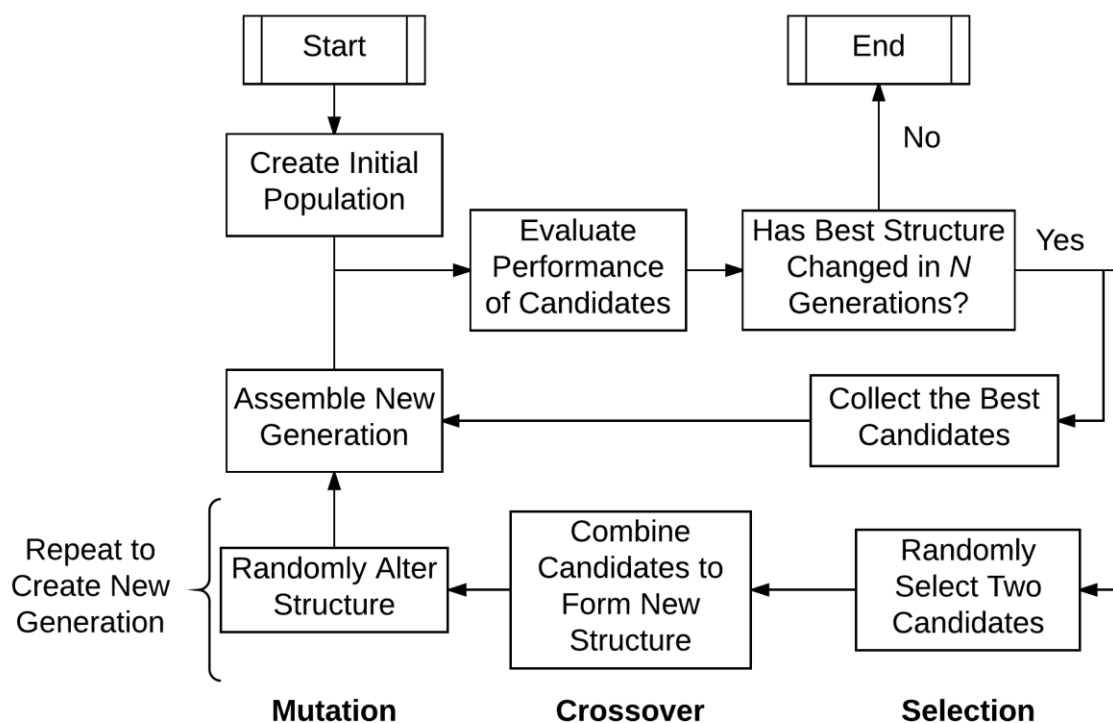 Start
End
No
Create Initial
Population
Evaluate
Performance
of Candidates
Has Best Structure
Changed in N
Generations?
Yes
Assemble New
Generation
Collect the Best
Candidates
Repeat to
Create New
Generation
Randomly Alter
Structure
Combine
Candidates to
Form New
Structure
Randomly
Select Two
Candidates
Mutation
Crossover
Selection